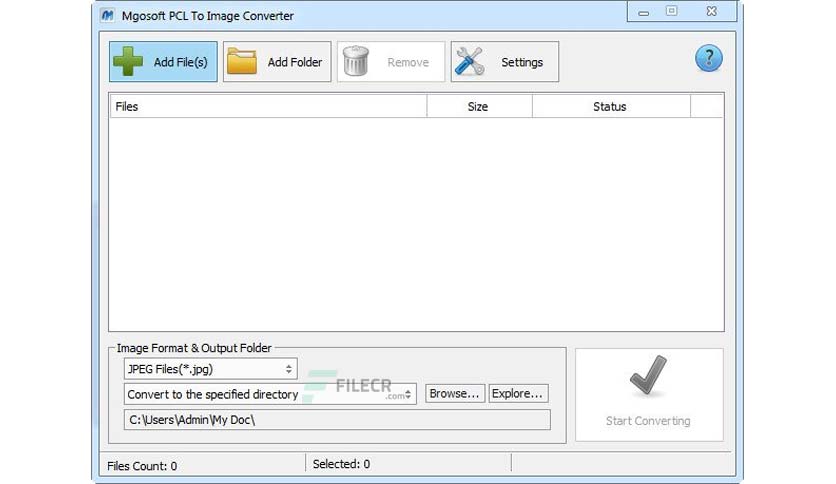 Mgosoft PCL To Image Converter
Add File(s) Add Folder Remove Settings ?
Files Size Status
Image Format & Output Folder
JPEG Files(*.jpg)
FILECR
.com
Convert to the specified directory Browse... Explore...
C:\Users\Admin\My Doc\
Start Converting
Files Count: 0 Selected: 0